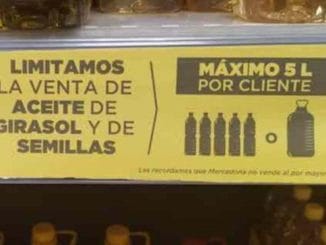 LIMITAMOS
LA VENTA DE
ACEITE DE
GIRASOL Y DE
SEMILLAS
MÁXIMO 5 L
POR CLIENTE
o
Les recordamos que Mercadona no vende al por mayor